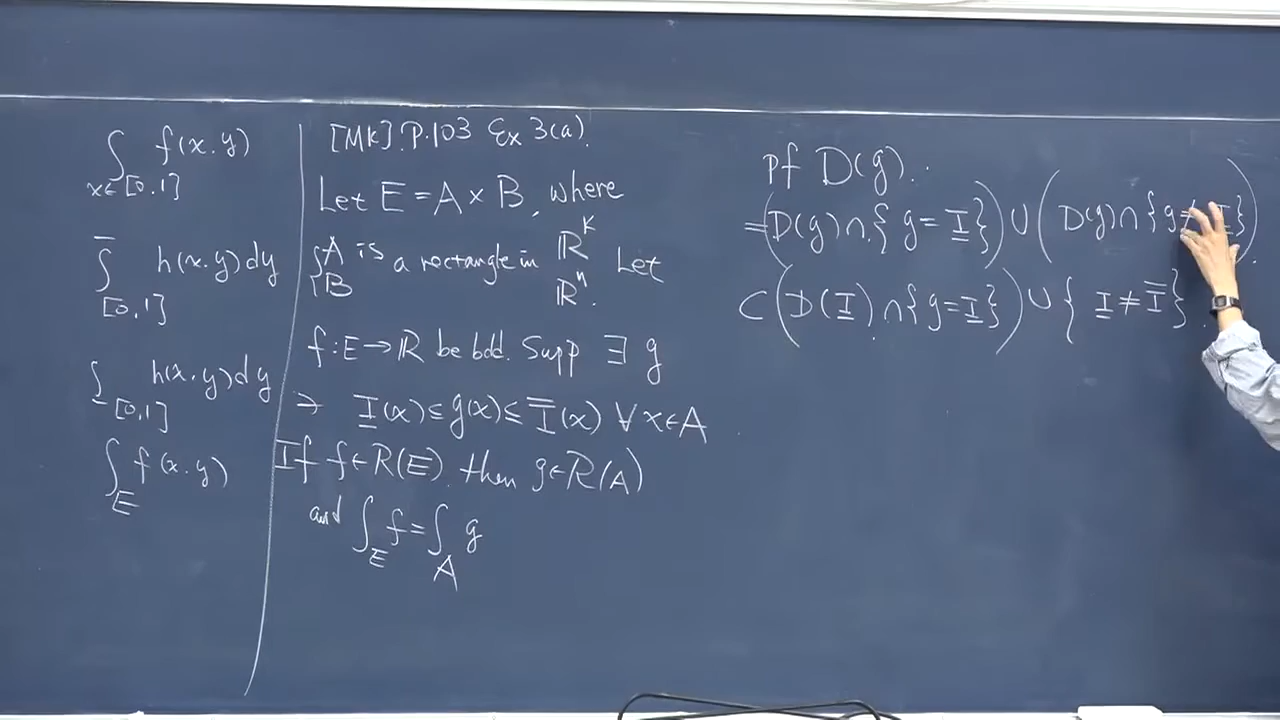 ∫ f(x.y)
x∈[0,1]
∫̅ h(x.y)dy
[0,1]
∫̲ h(x.y)dy
[0,1]
∫ f(x.y)
E
[MK]. P.103 Ex 3(a).
Let E = A × B, where
{A is a rectangle in ℝ^k Let
B ℝ^n.
f : E → ℝ be bdd. Supp ∃ g
∋ I̲(x) ≤ g(x) ≤ I̅(x) ∀ x∈A
If f∈R(E), then g∈R(A)
and ∫_E f = ∫_A g
pf D(g).
= (D(g)∩{g = I̲}) ∪ (D(g)∩{g≠ I̲})
⊂ (D(I̲)∩{g=I̲}) ∪ { I̲ ≠ I̅ }.